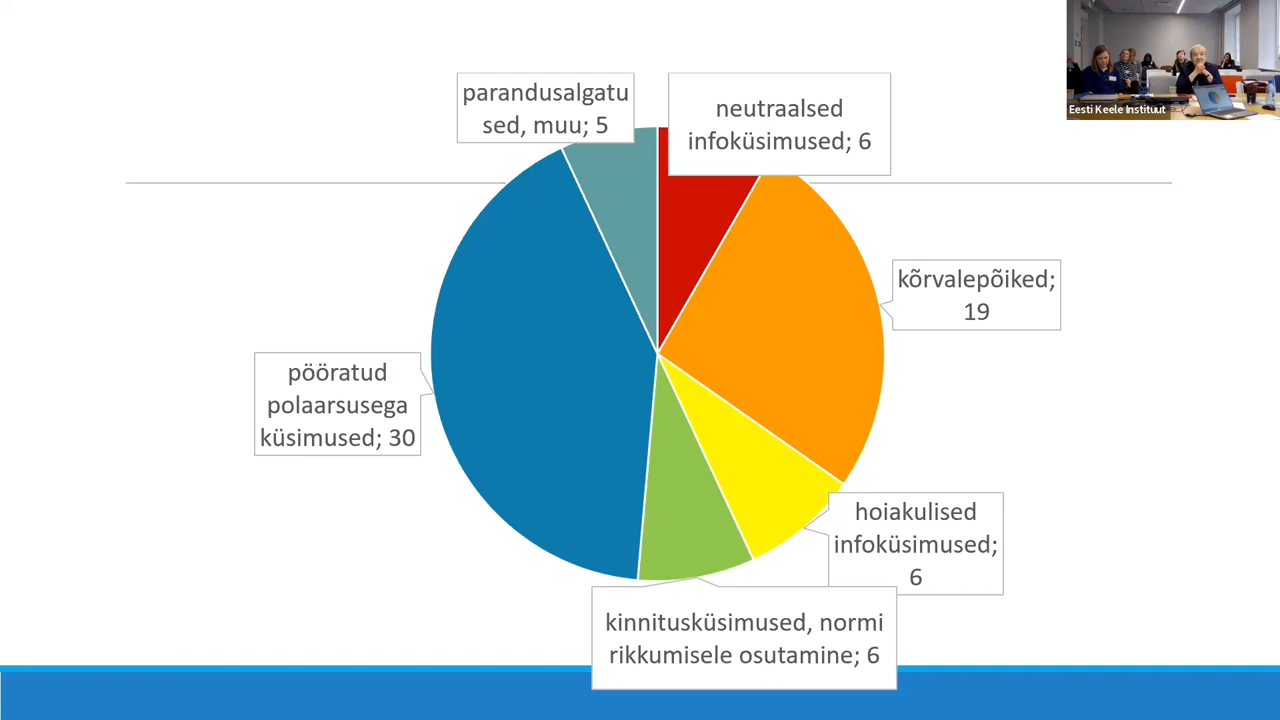 Eesti Keele Instituut
parandusalgatu
sed, muu; 5
neutraalsed
infoküsimused; 6
kõrvalepõiked;
19
pööratud
polaarsusega
küsimused; 30
hoiakulised
infoküsimused;
6
kinnitusküsimused, normi
rikkumisele osutamine; 6